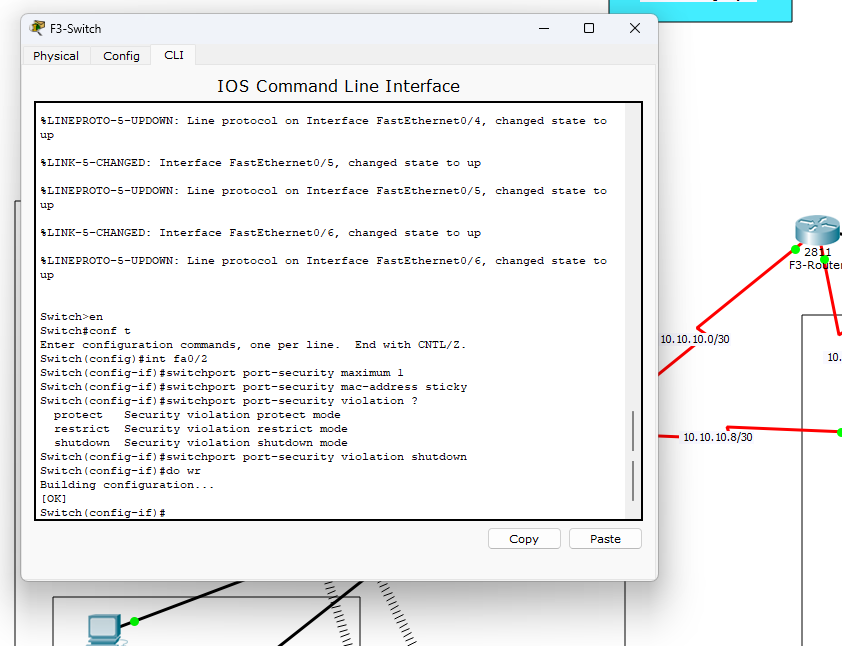 F3-Switch
Physical
Config
CLI
IOS Command Line Interface
%LINEPROTO-5-UPDOWN: Line protocol on Interface FastEthernet0/4, changed state to
up
%LINK-5-CHANGED: Interface FastEthernet0/5, changed state to up
%LINEPROTO-5-UPDOWN: Line protocol on Interface FastEthernet0/5, changed state to
up
%LINK-5-CHANGED: Interface FastEthernet0/6, changed state to up
%LINEPROTO-5-UPDOWN: Line protocol on Interface FastEthernet0/6, changed state to
up
Switch>en
Switch#conf t
Enter configuration commands, one per line.  End with CNTL/Z.
Switch(config)#int fa0/2
Switch(config-if)#switchport port-security maximum 1
Switch(config-if)#switchport port-security mac-address sticky
Switch(config-if)#switchport port-security violation ?
  protect   Security violation protect mode
  restrict  Security violation restrict mode
  shutdown  Security violation shutdown mode
Switch(config-if)#switchport port-security violation shutdown
Switch(config-if)#do wr
Building configuration...
[OK]
Switch(config-if)#
Copy
Paste
2811
F3-Router
10.10.10.0/30
10.
10.10.10.8/30